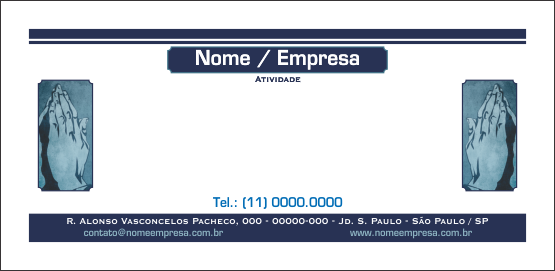 Nome / Empresa
Atividade
Tel.: (11) 0000.0000
R. Alonso Vasconcelos Pacheco, 000 - 00000-000 - Jd. S. Paulo - São Paulo / SP
contato@nomeempresa.com.br www.nomeempresa.com.br